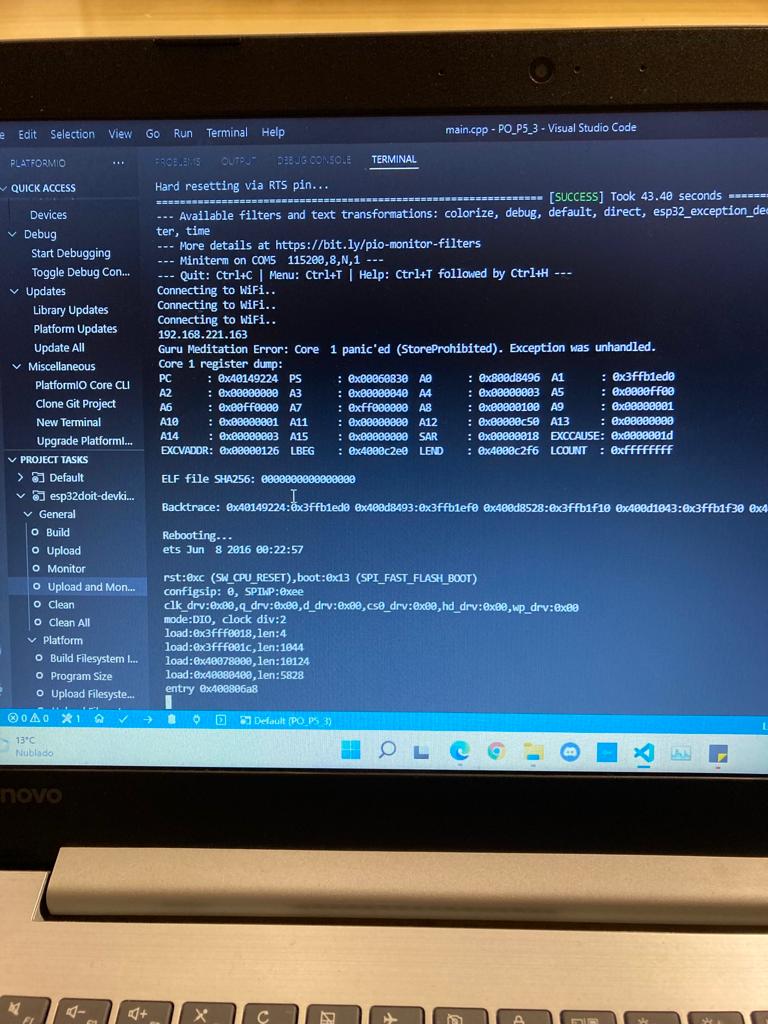 Edit Selection View Go Run Terminal Help
main.cpp - PO_P5_3 - Visual Studio Code
PLATFORMIO ...
PROBLEMS OUTPUT DEBUG CONSOLE TERMINAL
QUICK ACCESS
Devices
Debug
Start Debugging
Toggle Debug Con...
Updates
Library Updates
Platform Updates
Update All
Miscellaneous
PlatformIO Core CLI
Clone Git Project
New Terminal
Upgrade PlatformI...
PROJECT TASKS
Default
esp32doit-devki...
General
Build
Upload
Monitor
Upload and Mon...
Clean
Clean All
Platform
Build Filesystem I...
Program Size
Upload Filesyste...
Hard resetting via RTS pin...
[SUCCESS] Took 43.40 seconds
--- Available filters and text transformations: colorize, debug, default, direct, esp32_exception_dec
ter, time
--- More details at https://bit.ly/pio-monitor-filters
--- Miniterm on COM5 115200,8,N,1 ---
--- Quit: Ctrl+C | Menu: Ctrl+T | Help: Ctrl+T followed by Ctrl+H ---
Connecting to WiFi..
Connecting to WiFi..
Connecting to WiFi..
192.168.221.163
Guru Meditation Error: Core 1 panic'ed (StoreProhibited). Exception was unhandled.
Core 1 register dump:
PC : 0x40149224 PS : 0x00060830 A0 : 0x800d8496 A1 : 0x3ffb1ed0
A2 : 0x00000000 A3 : 0x00000040 A4 : 0x00000003 A5 : 0x0000ff00
A6 : 0x00ff0000 A7 : 0xff000000 A8 : 0x00000100 A9 : 0x00000001
A10 : 0x00000001 A11 : 0x00000000 A12 : 0x00000c50 A13 : 0x00000000
A14 : 0x00000003 A15 : 0x00000000 SAR : 0x00000018 EXCCAUSE: 0x0000001d
EXCVADDR: 0x00000126 LBEG : 0x4000c2e0 LEND : 0x4000c2f6 LCOUNT : 0xffffffff
ELF file SHA256: 0000000000000000
Backtrace: 0x40149224:0x3ffb1ed0 0x400d8493:0x3ffb1ef0 0x400d8528:0x3ffb1f10 0x400d1043:0x3ffb1f30 0x4
Rebooting...
ets Jun 8 2016 00:22:57
rst:0xc (SW_CPU_RESET),boot:0x13 (SPI_FAST_FLASH_BOOT)
configsip: 0, SPIWP:0xee
clk_drv:0x00,q_drv:0x00,d_drv:0x00,cs0_drv:0x00,hd_drv:0x00,wp_drv:0x00
mode:DIO, clock div:2
load:0x3fff0018,len:4
load:0x3fff001c,len:1044
load:0x40078000,len:10124
load:0x40080400,len:5828
entry 0x400806a8
0 0 1 Default (PO_P5_3)
13°C
Nublado
novo
F1